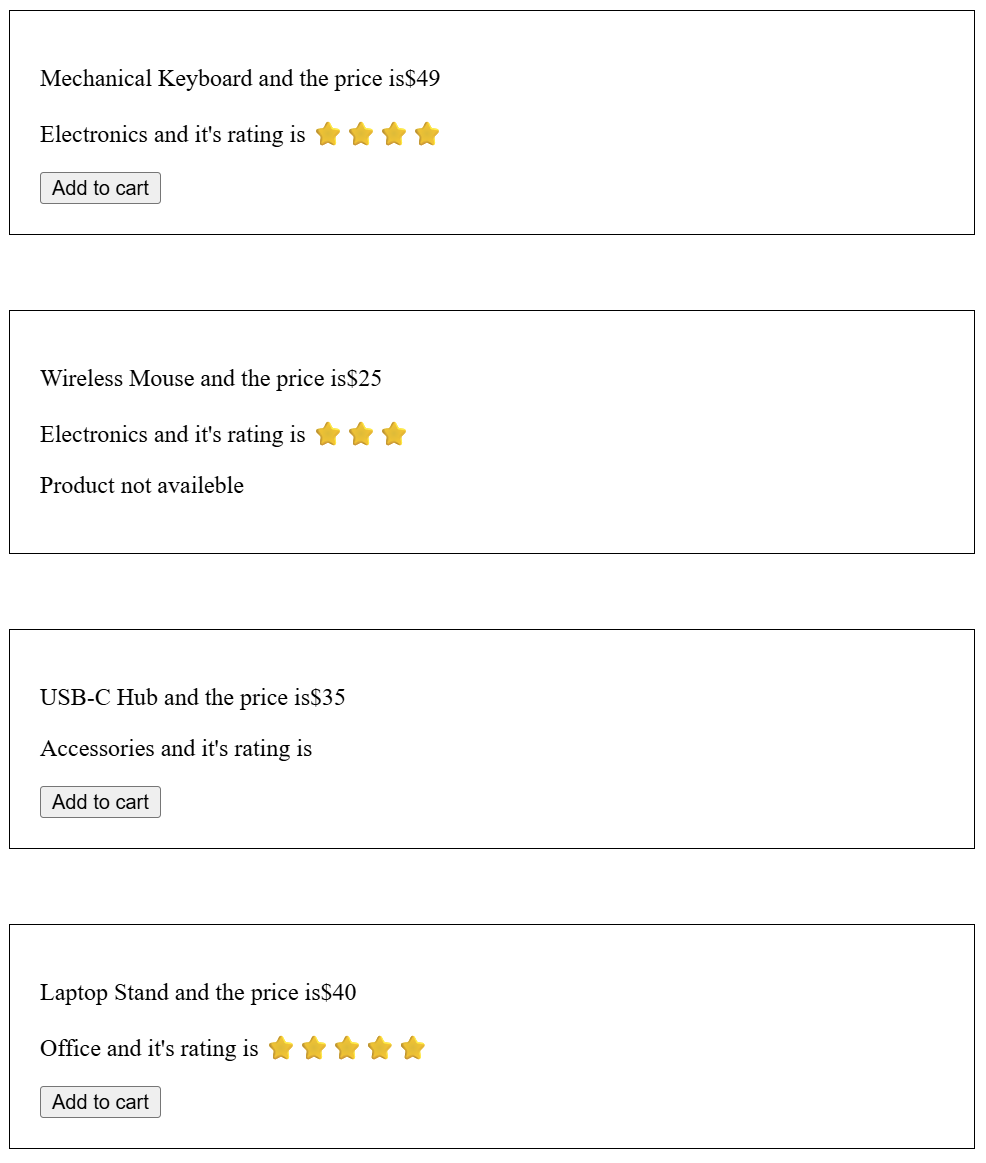 Mechanical Keyboard and the price is$49
Electronics and it's rating is ⭐ ⭐ ⭐ ⭐
Add to cart
Wireless Mouse and the price is$25
Electronics and it's rating is ⭐ ⭐ ⭐
Product not availeble
USB-C Hub and the price is$35
Accessories and it's rating is
Add to cart
Laptop Stand and the price is$40
Office and it's rating is ⭐ ⭐ ⭐ ⭐ ⭐
Add to cart